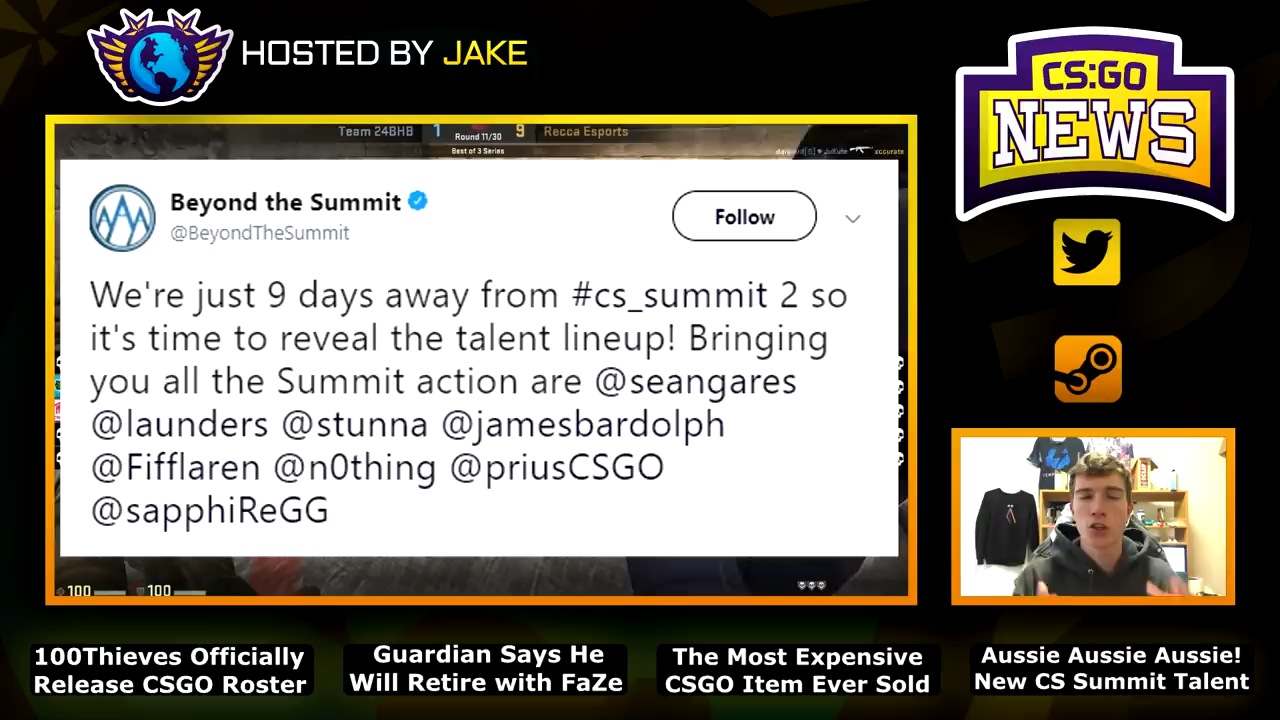 HOSTED BY JAKE
CS:GO
NEWS
Team 24BHB 1 Round 11/30 9 Recca Esports
Best of 3 Series
xccurate
Beyond the Summit
@BeyondTheSummit
Follow
We're just 9 days away from #cs_summit 2 so
it's time to reveal the talent lineup! Bringing
you all the Summit action are @seangares
@launders @stunna @jamesbardolph
@Fifflaren @n0thing @priusCSGO
@sapphiReGG
100 100
100Thieves Officially
Release CSGO Roster
Guardian Says He
Will Retire with FaZe
The Most Expensive
CSGO Item Ever Sold
Aussie Aussie Aussie!
New CS Summit Talent